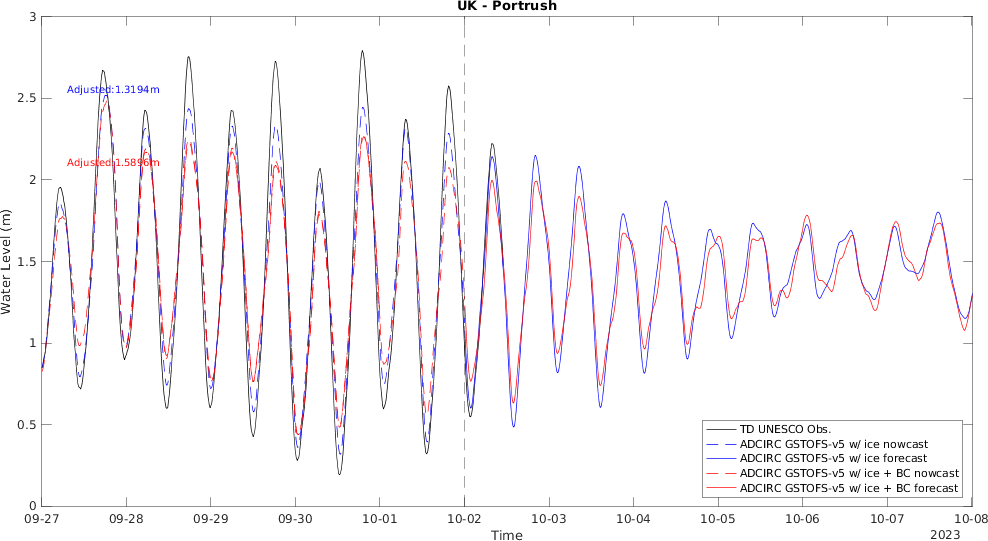 UK - Portrush
3
2.5
2
1.5
1
0.5
0
Water Level (m)
Adjusted:1.3194m
Adjusted:1.5896m
TD UNESCO Obs.
ADCIRC GSTOFS-v5 w/ ice nowcast
ADCIRC GSTOFS-v5 w/ ice forecast
ADCIRC GSTOFS-v5 w/ ice + BC nowcast
ADCIRC GSTOFS-v5 w/ ice + BC forecast
09-27 09-28 09-29 09-30 10-01 10-02 10-03 10-04 10-05 10-06 10-07 10-08
Time
2023